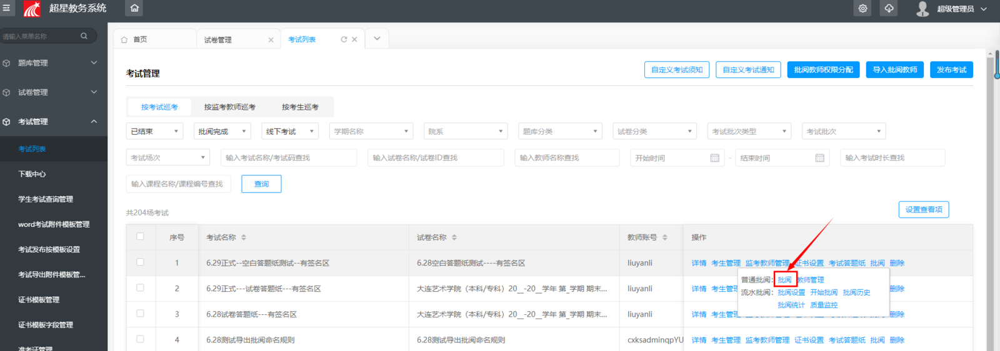 超星教务系统
超级管理员
请输入菜单名称
首页
试卷管理
考试列表
题库管理
试卷管理
考试管理
考试列表
下载中心
学生考试查询管理
word考试附件模板管理
考试发布按模板设置
考试导出附件模板管...
证书模板管理
证书模板字段管理
准考证管理
考试管理
自定义考试须知
自定义考试通知
批阅教师权限分配
导入批阅教师
发布考试
按考试巡考
按监考教师巡考
按考生巡考
已结束
批阅完成
线下考试
学期名称
院系
题库分类
试卷分类
考试批次类型
考试批次
考试场次
输入考试名称/考试码查找
输入试卷名称/试卷ID查找
输入教师名称查找
开始时间
-
结束时间
输入考试时长查找
输入课程名称/课程编号查找
查询
共204场考试
设置查看项
序号 考试名称 试卷名称 教师账号 操作
1 6.29正式--空白答题纸测试--有签名区 6.28空白答题纸测试----有签名区 liuyanli 详情 考生管理 监考教师管理 证书设置 考试答题纸 批阅 删除
普通批阅: 批阅 教师管理
流水批阅: 批阅设置 开始批阅 批阅历史
批阅统计 质量监控
2 6.29正式---试卷答题纸---有签名区 大连艺术学院（本科/专科）20__-20__学年 第_学期 期末... liuyanli 详情 考生管理 删除
3 6.28试卷答题纸---有签名区 大连艺术学院（本科/专科）20__-20__学年 第_学期 期末... liuyanli 详情 考生管理 监考教师管理 证书设置 考试答题纸 批阅 删除
4 6.28测试导出批阅命名规则 6.28测试导出批阅命名规则 cxksadminqpYU 详情 考生管理 监考教师管理 证书设置 考试答题纸 批阅 删除